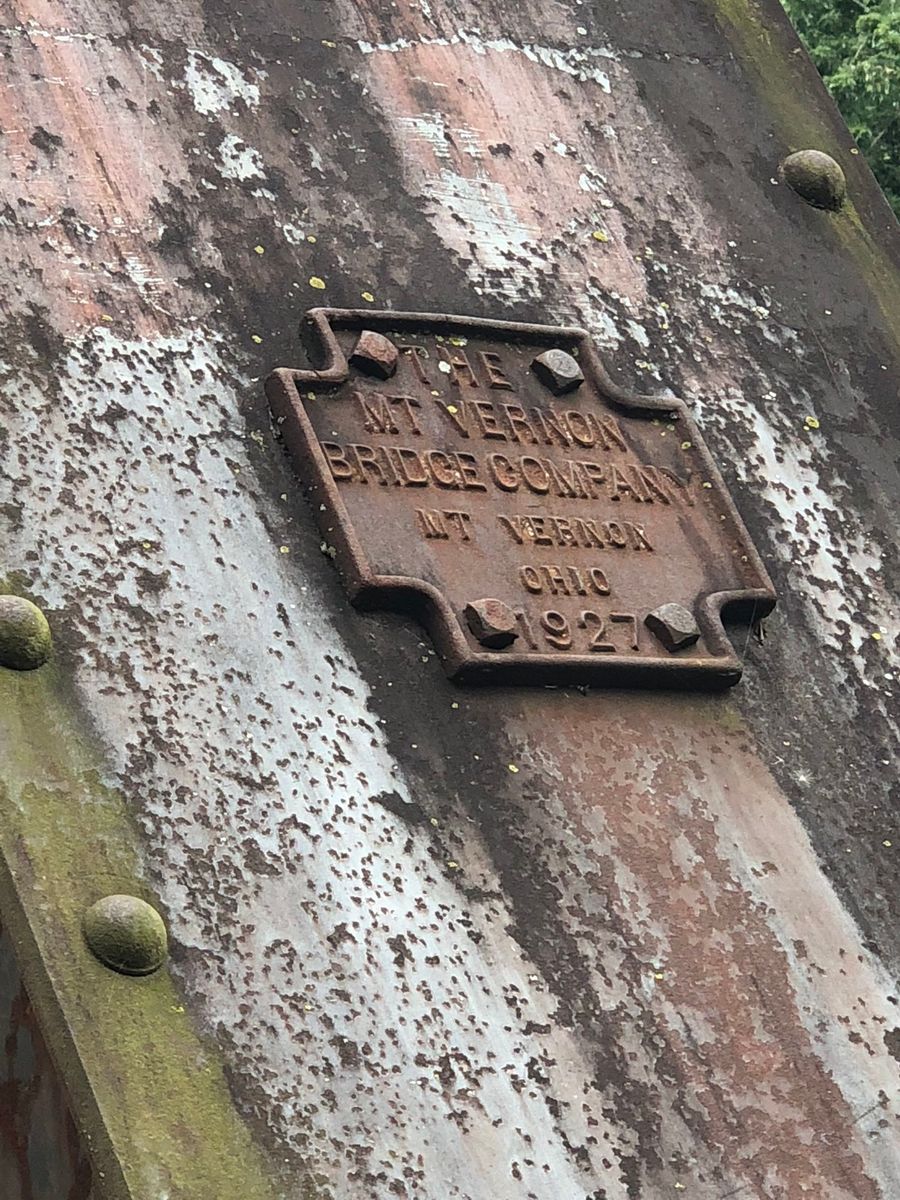 THE
MT VERNON
BRIDGE COMPANY
MT VERNON
OHIO
1927